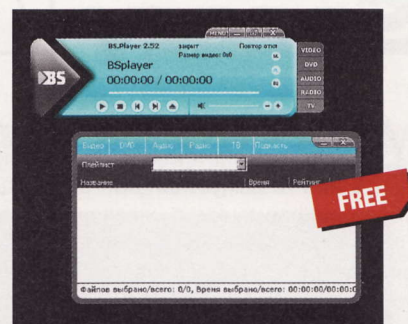 MENU
BS.Player 2.52 закрыт Повтор откл
Размер видео: 0x0
BSplayer
00:00:00 / 00:00:00
BS
VIDEO
DVD
AUDIO
RADIO
TV
Видео DVD Аудио Радио ТВ Подкасты
Плейлист
Название Время Рейтинг
FREE
Файлов выбрано/всего: 0/0, Время выбрано/всего: 00:00:00/00:00:0